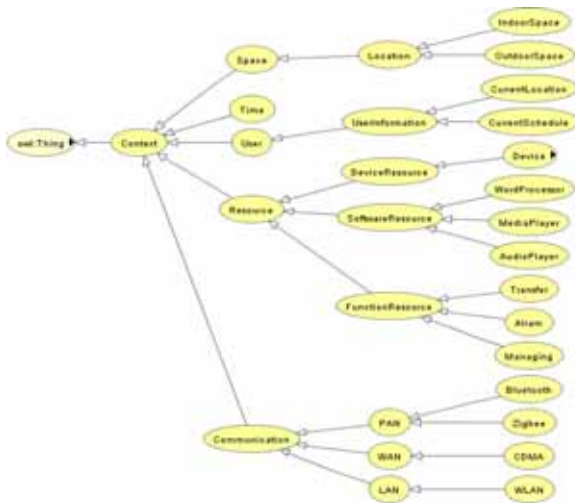 IndoorSpace
OutdoorSpace
Location
Space
CurrentLocation
CurrentSchedule
UserInformation
Time
User
owl:Thing
Context
Device
DeviceResource
WordProcessor
MediaPlayer
AudioPlayer
SoftwareResource
Resource
Transfer
Alram
Managing
FunctionResource
Bluetooth
Zigbee
PAN
Communication
WAN
CDMA
LAN
WLAN